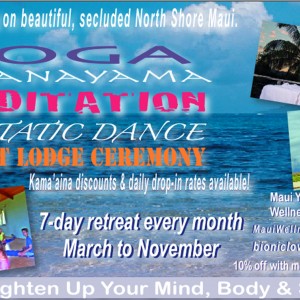 on beautiful, secluded North Shore Maui.
OGA
ANAYAMA
DITATION
TATIC DANCE
T LODGE CEREMONY
Kama'aina discounts & daily drop-in rates available!
7-day retreat every month
March to November
Maui Y
Wellne
MauiWelln
bioniclov
10% off with m
ghten Up Your Mind, Body & S